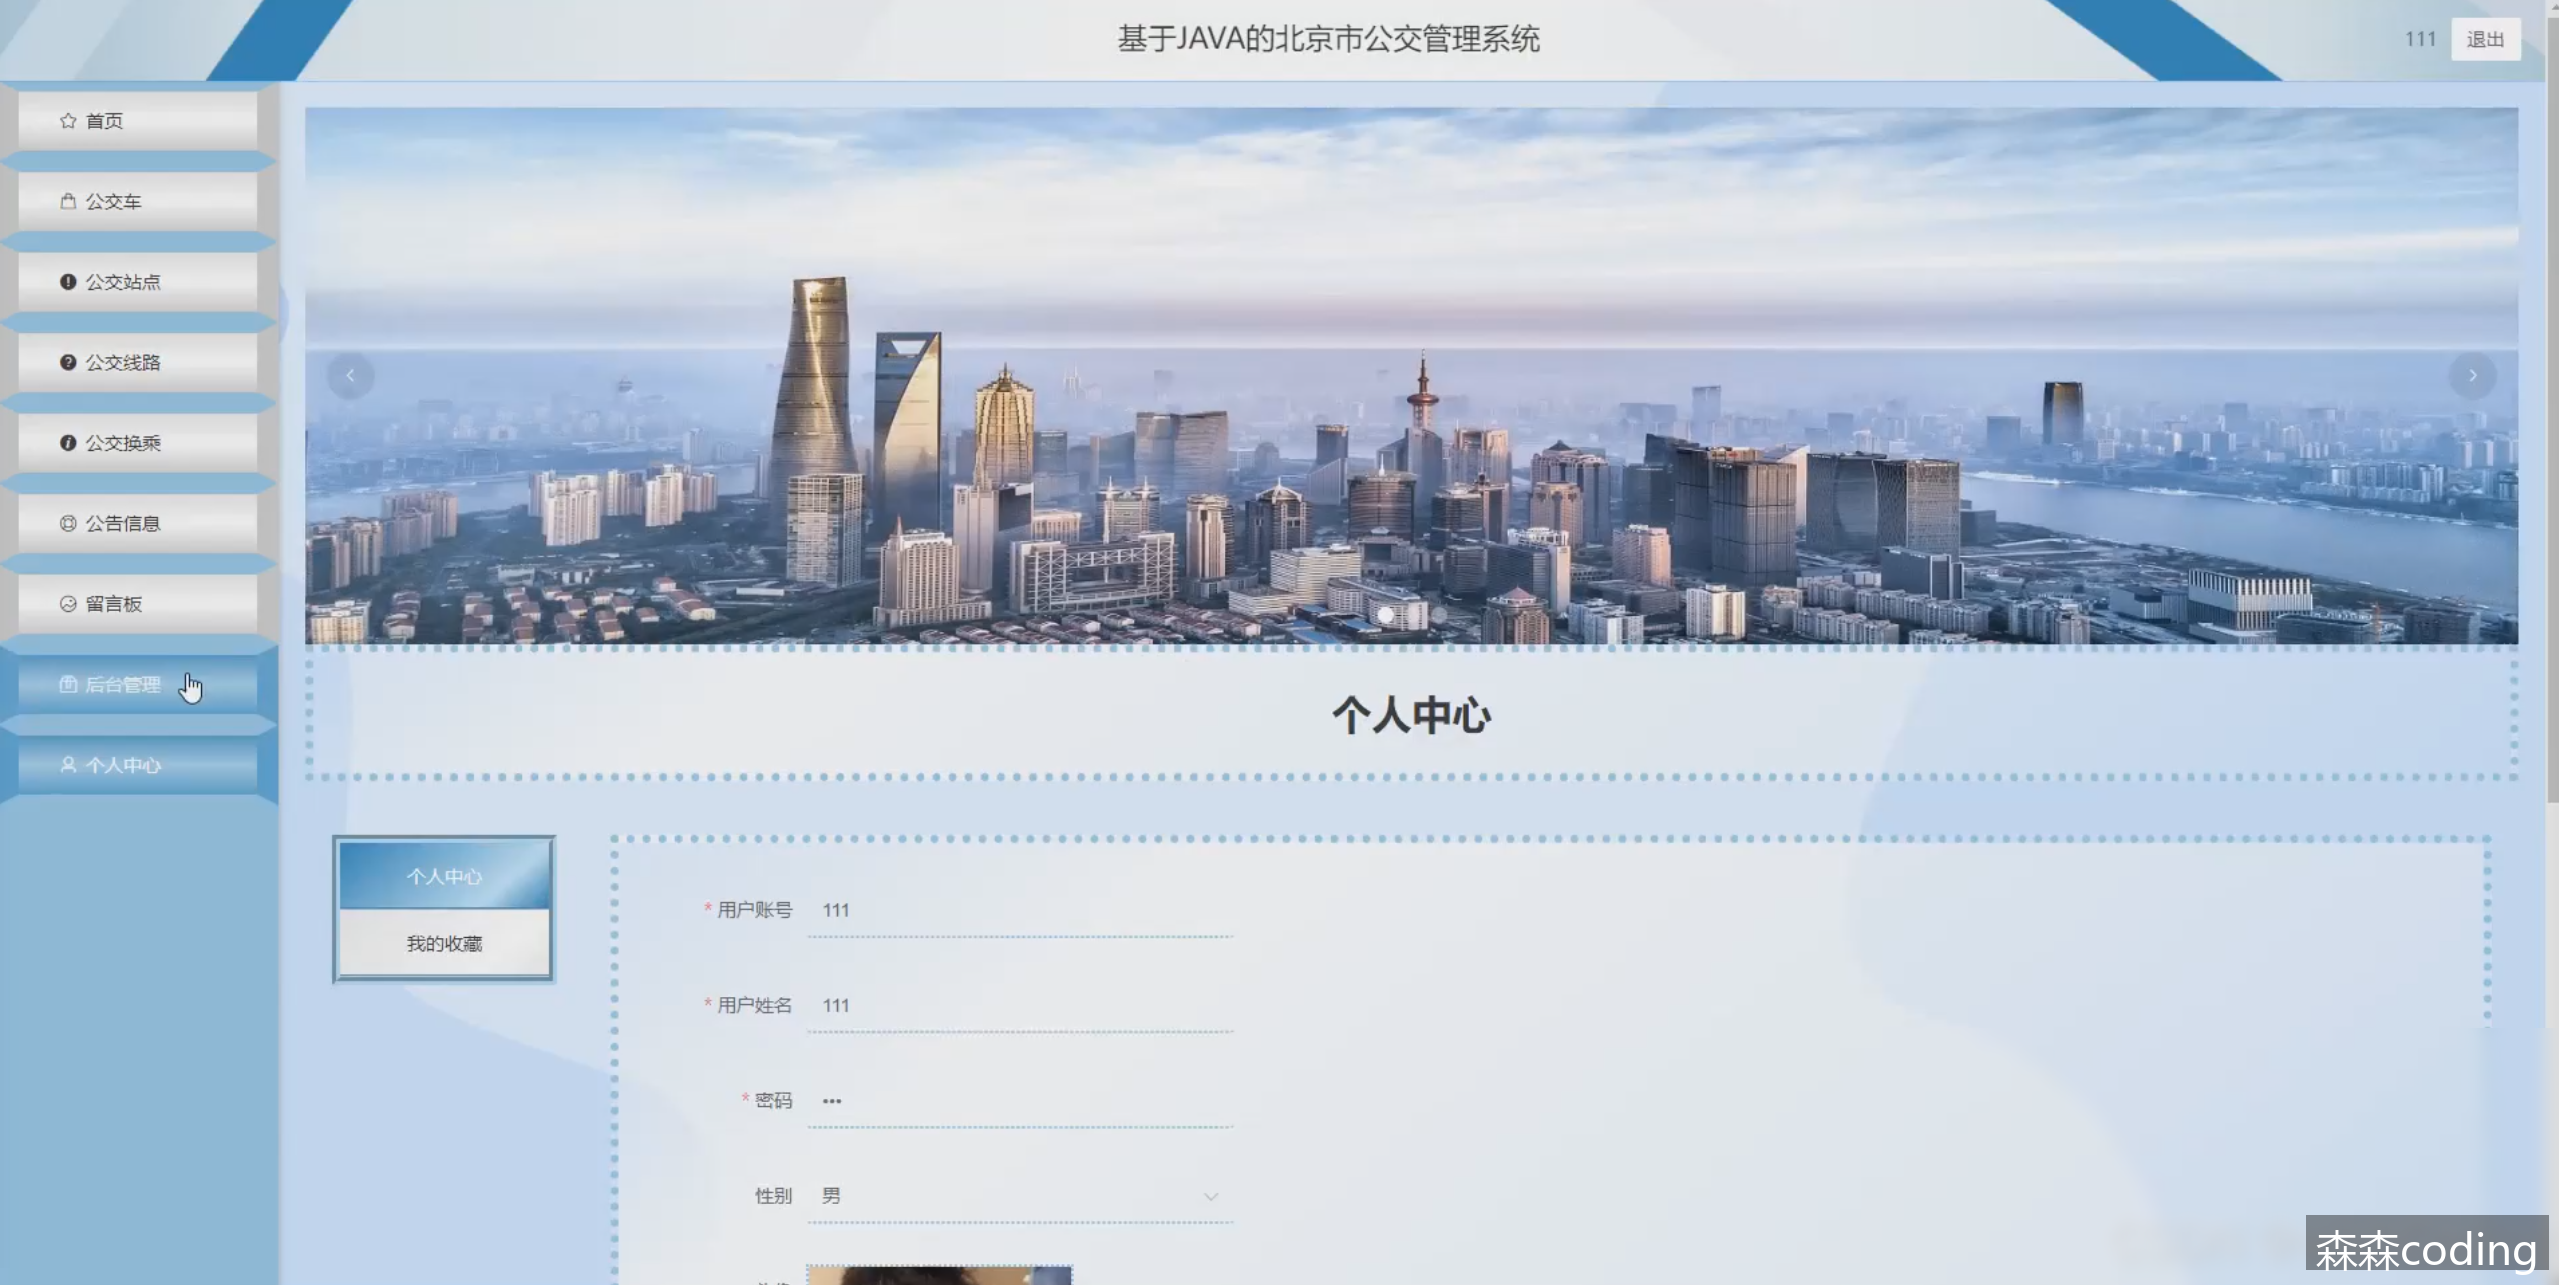 基于JAVA的北京市公交管理系统
111 退出
首页
公交车
公交站点
公交线路
公交换乘
公告信息
留言板
后台管理
个人中心
个人中心
个人中心
我的收藏
* 用户账号 111
* 用户姓名 111
* 密码 •••
性别 男
森森coding